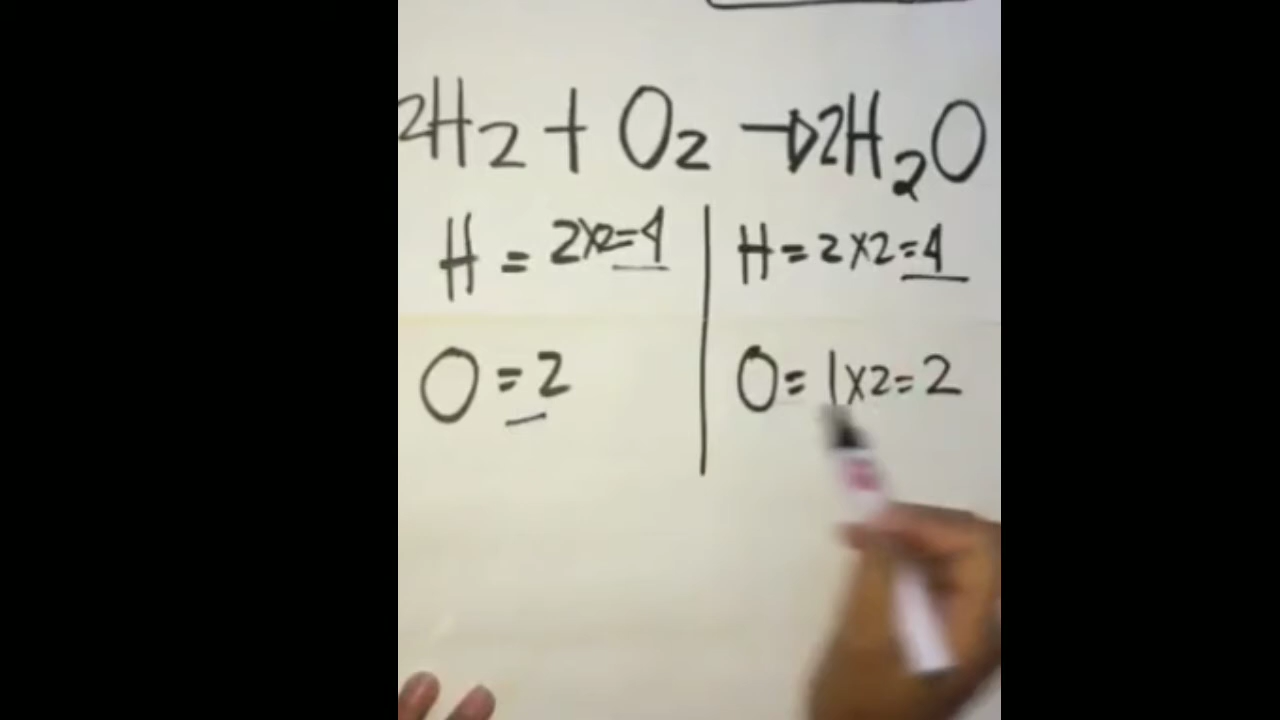 2H₂ + O₂ → 2H₂O
H = 2x2=4 | H = 2x2=4
O = 2 | O = 1x2=2